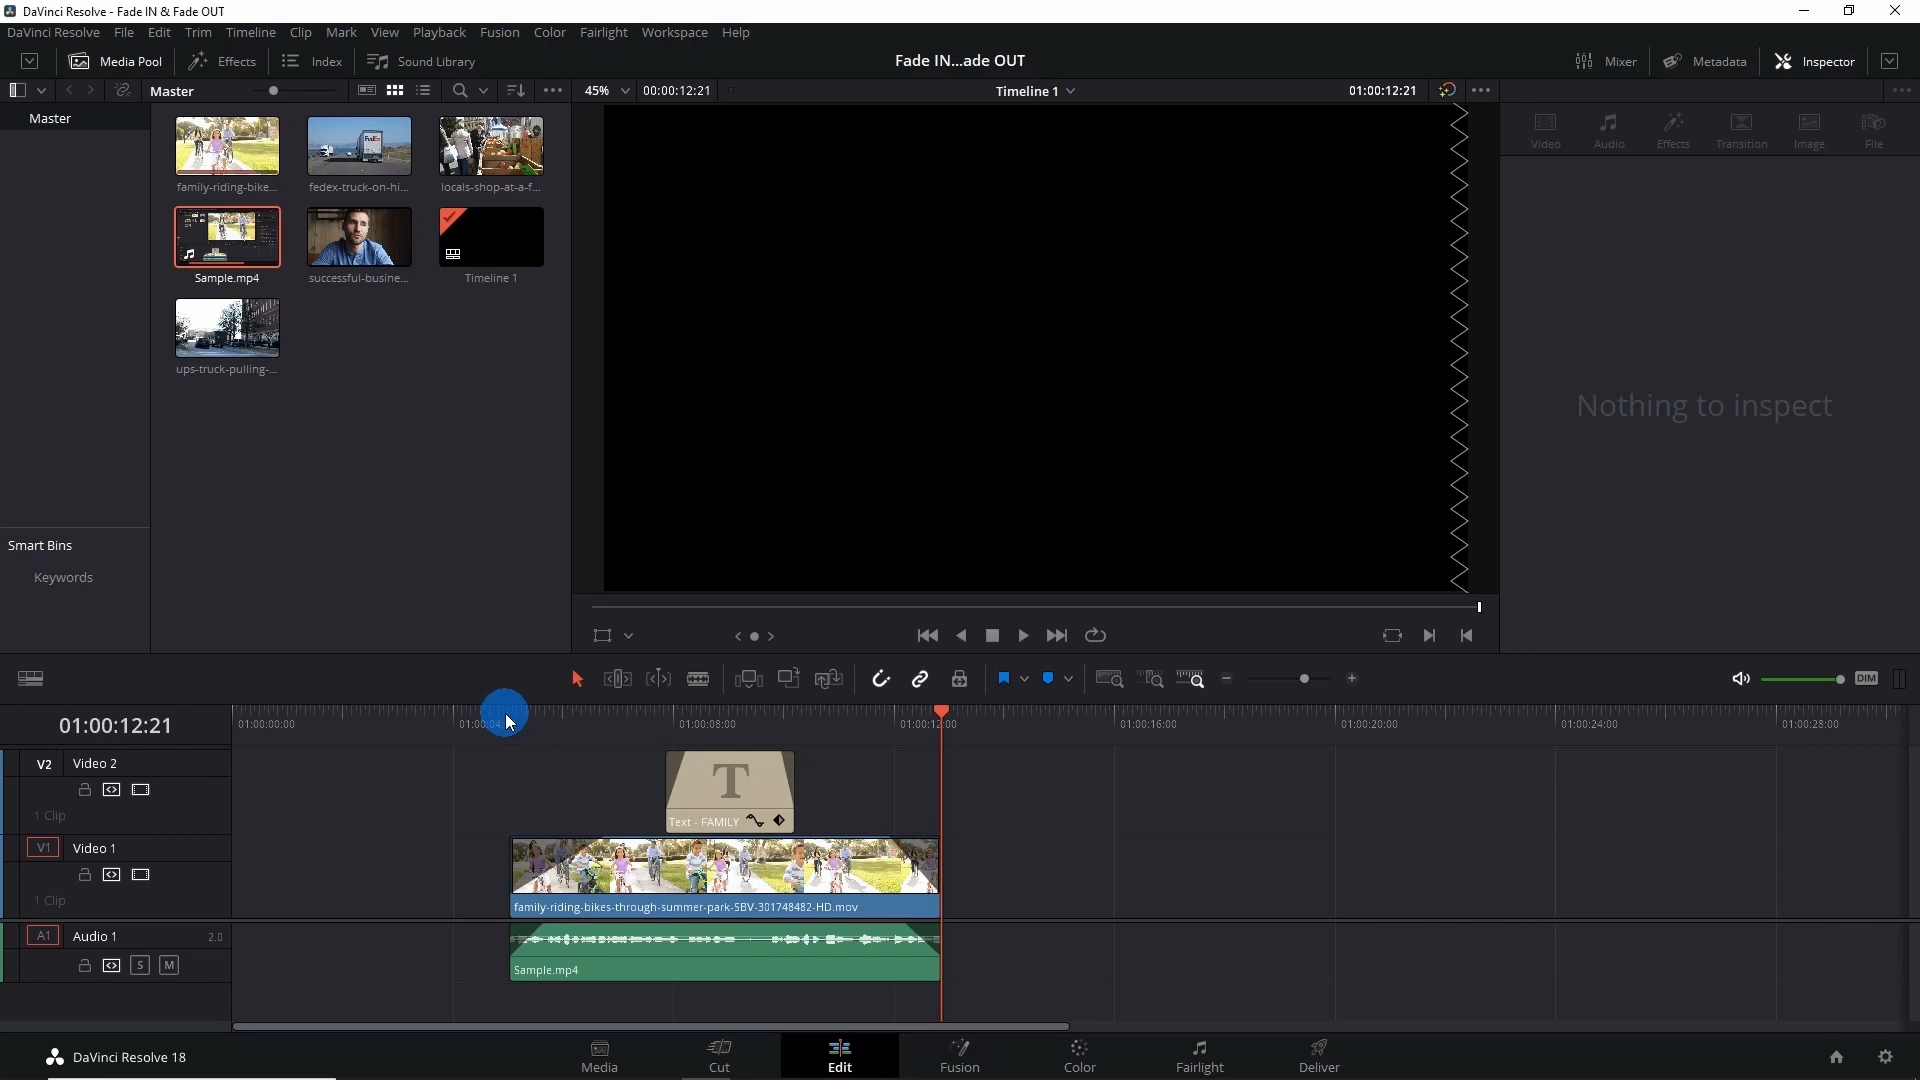 DaVinci Resolve - Fade IN & Fade OUT
DaVinci Resolve File Edit Trim Timeline Clip Mark View Playback Fusion Color Fairlight Workspace Help
Media Pool Effects Index Sound Library Fade IN...ade OUT Mixer Metadata Inspector
Master 45% 00:00:12:21 Timeline 1 01:00:12:21
Master
Video Audio Effects Transition Image File
family-riding-bike... fedex-truck-on-hi... locals-shop-at-a-f...
Sample.mp4 successful-busine... Timeline 1
ups-truck-pulling-...
Nothing to inspect
Smart Bins
Keywords
DIM
01:00:12:21 01:00:00:00 01:00:08:00 01:00:12:00 01:00:16:00 01:00:20:00 01:00:24:00 01:00:28:00
V2 Video 2
1 Clip
T
Text - FAMILY
V1 Video 1
1 Clip
family-riding-bikes-through-summer-park-SBV-301748482-HD.mov
A1 Audio 1 2.0
S M
Sample.mp4
DaVinci Resolve 18 Media Cut Edit Fusion Color Fairlight Deliver